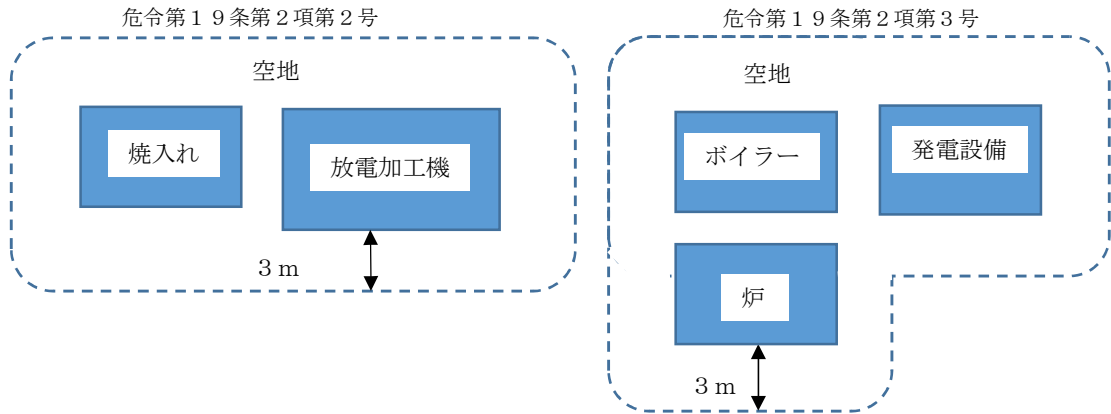 危令第１９条第２項第２号
空地
焼入れ
放電加工機
３ｍ
危令第１９条第２項第３号
空地
ボイラー
発電設備
炉
３ｍ